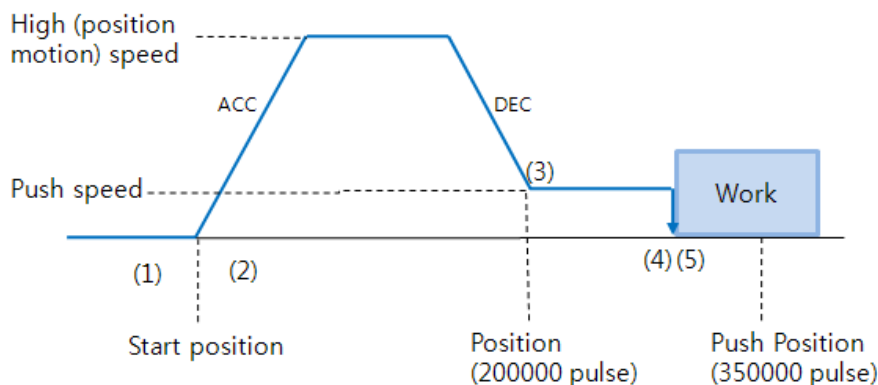 High (position
motion) speed
ACC
DEC
(3)
Push speed
Work
(1)
(2)
(4)(5)
Start position
Position
(200000 pulse)
Push Position
(350000 pulse)